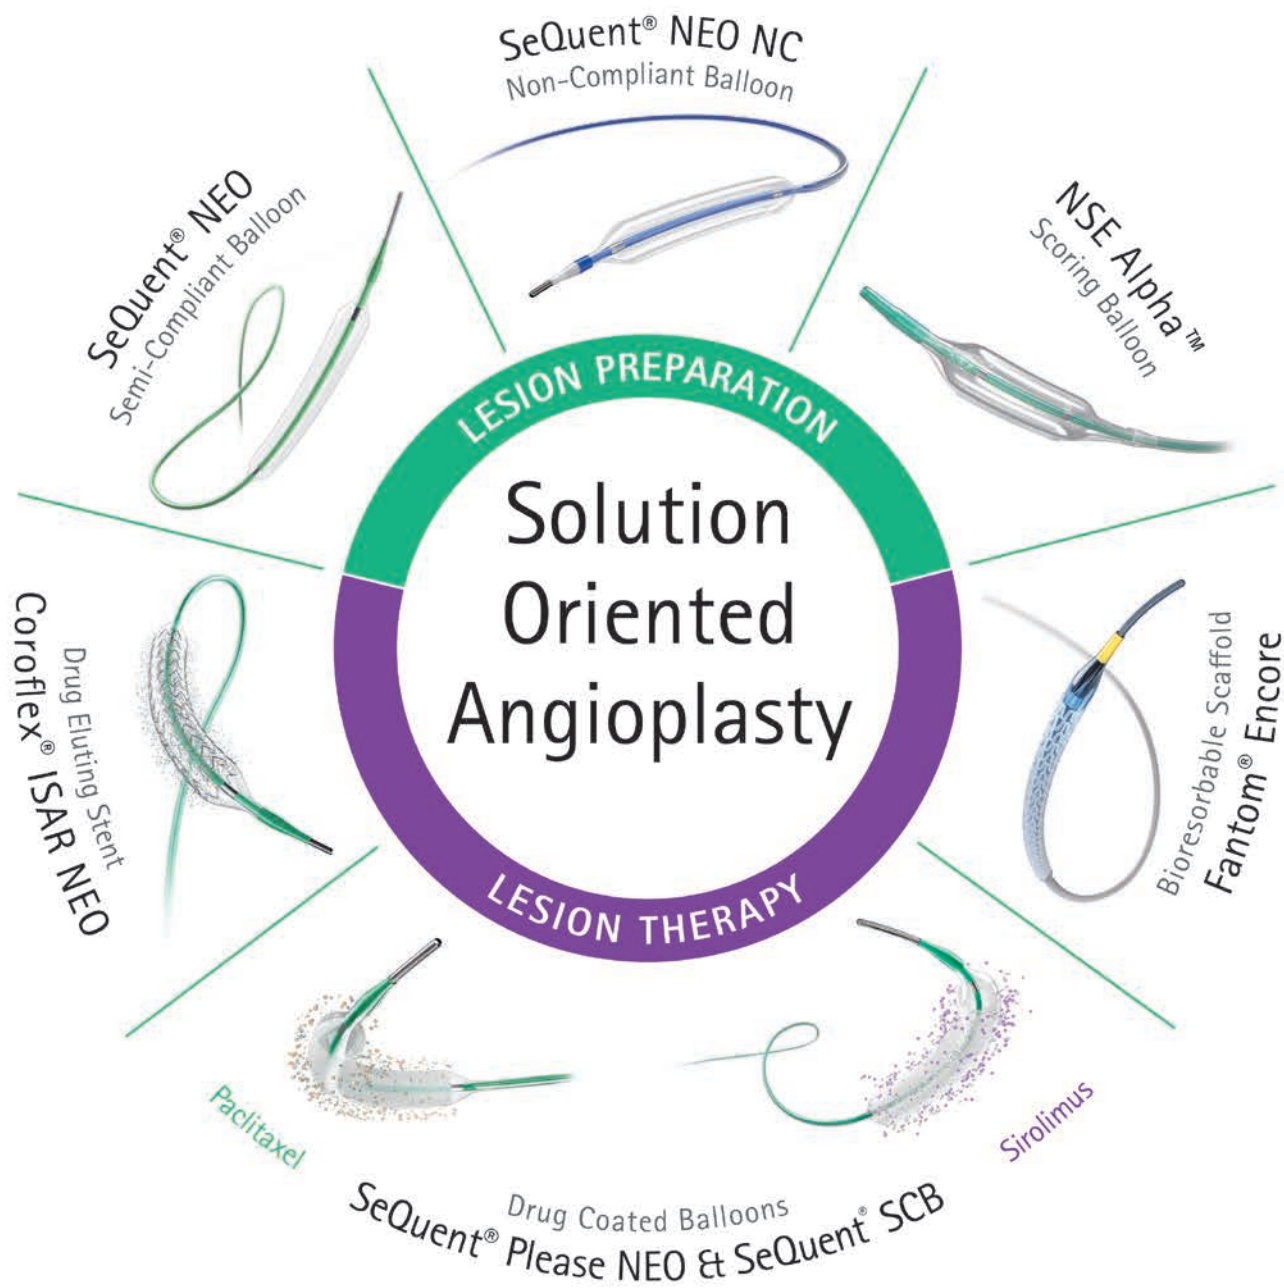 SeQuent® NEO NC
Non-Compliant Balloon
NSE Alpha™
Scoring Balloon
SeQuent® NEO
Semi-Compliant Balloon
LESION PREPARATION
Solution
Oriented
Angioplasty
Bioresorbable Scaffold
Fantom® Encore
Drug Eluting Stent
Coroflex® ISAR NEO
LESION THERAPY
Paclitaxel
Sirolimus
Drug Coated Balloons
SeQuent® Please NEO & SeQuent® SCB